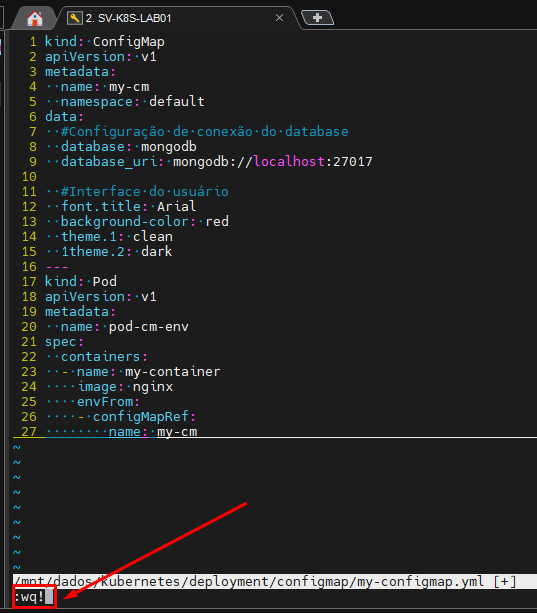 2. SV-K8S-LAB01
1 kind: ConfigMap
2 apiVersion: v1
3 metadata:
4   name: my-cm
5   namespace: default
6 data:
7   #Configuração de conexão do database
8   database: mongodb
9   database_uri: mongodb://localhost:27017
10
11   #Interface do usuário
12   font.title: Arial
13   background-color: red
14   theme.1: clean
15   1theme.2: dark
16 ---
17 kind: Pod
18 apiVersion: v1
19 metadata:
20   name: pod-cm-env
21 spec:
22   containers:
23   - name: my-container
24     image: nginx
25     envFrom:
26     - configMapRef:
27         name: my-cm
~
~
~
~
~
~
~
~
~
/mnt/dados/kubernetes/deployment/configmap/my-configmap.yml [+]
:wq!